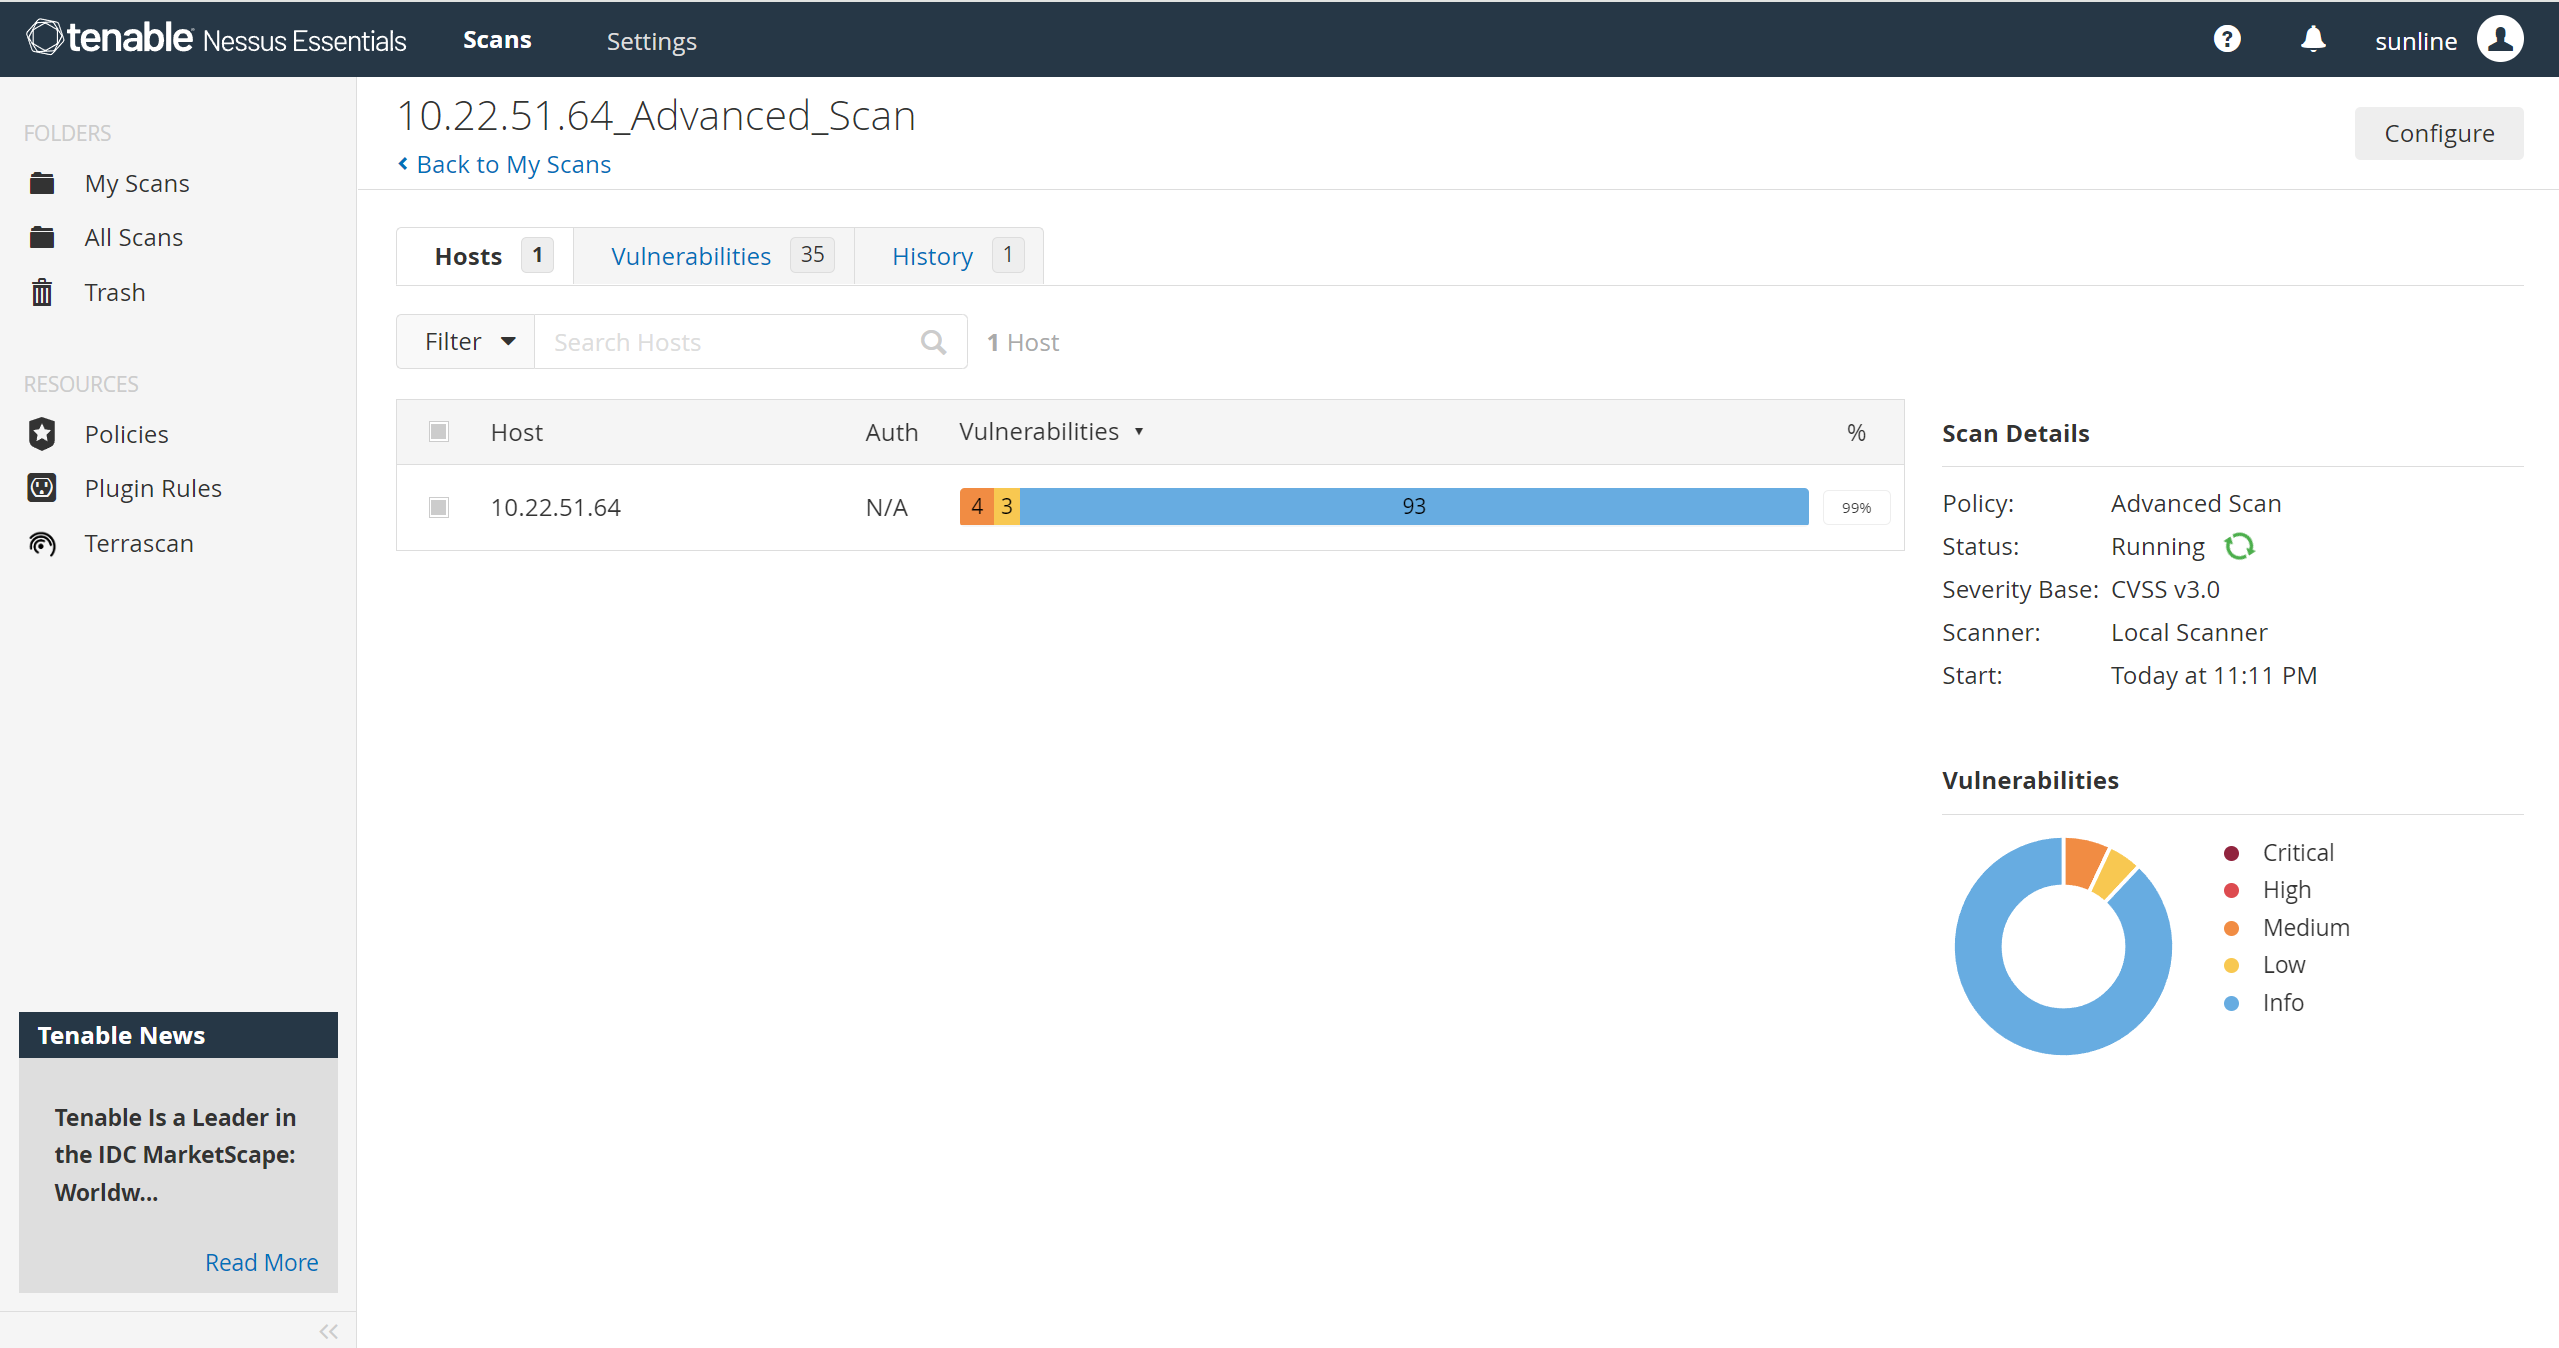 tenable Nessus Essentials
Scans
Settings
?
sunline
FOLDERS
My Scans
All Scans
Trash
RESOURCES
Policies
Plugin Rules
Terrascan
Tenable News
Tenable Is a Leader in
the IDC MarketScape:
Worldw...
Read More
10.22.51.64_Advanced_Scan
Back to My Scans
Configure
Hosts 1
Vulnerabilities 35
History 1
Filter
Search Hosts
1 Host
Host Auth Vulnerabilities %
10.22.51.64 N/A 4 3 93 99%
Scan Details
Policy: Advanced Scan
Status: Running
Severity Base: CVSS v3.0
Scanner: Local Scanner
Start: Today at 11:11 PM
Vulnerabilities
Critical
High
Medium
Low
Info